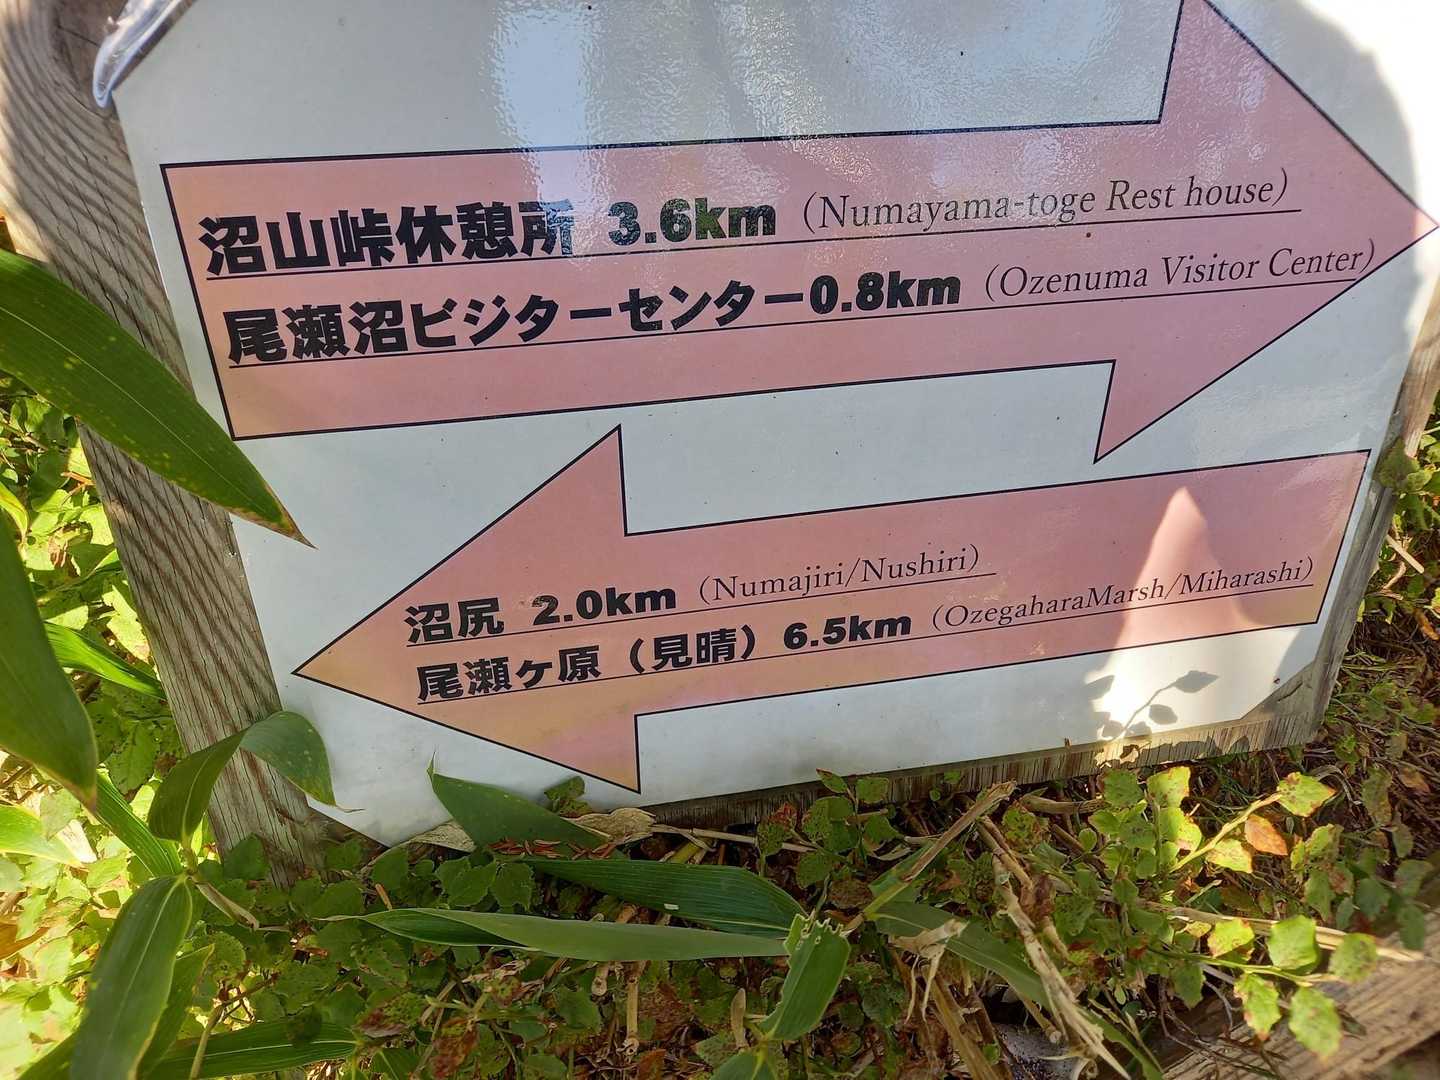 沼山峠休憩所 3.6km (Numayama-toge Rest house)
尾瀬沼ビジターセンター0.8km (Ozenuma Visitor Center)
沼尻 2.0km (Numajiri/Nushiri)
尾瀬ヶ原（見晴）6.5km (OzegaharaMarsh/Miharashi)